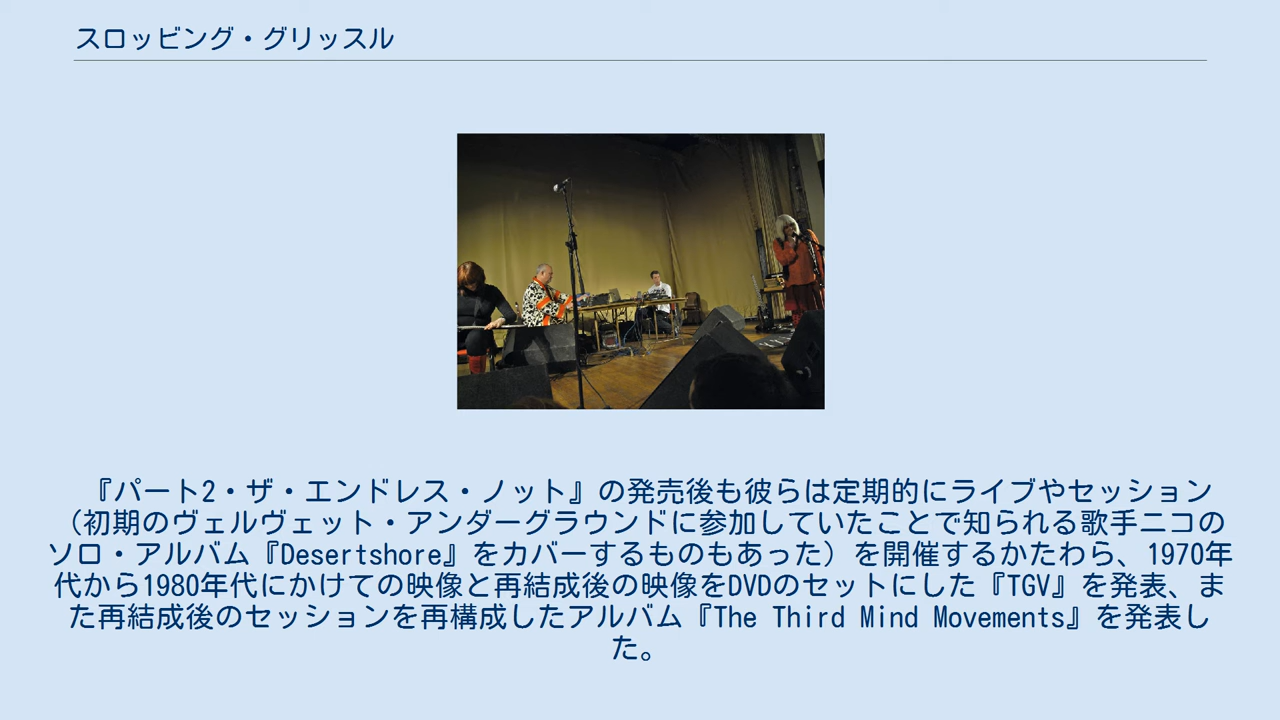 スロッビング・グリッスル
『パート2・ザ・エンドレス・ノット』の発売後も彼らは定期的にライブやセッション
（初期のヴェルヴェット・アンダーグラウンドに参加していたことで知られる歌手ニコの
ソロ・アルバム『Desertshore』をカバーするものもあった）を開催するかたわら、1970年
代から1980年代にかけての映像と再結成後の映像をDVDのセットにした『TGV』を発表、ま
た再結成後のセッションを再構成したアルバム『The Third Mind Movements』を発表し
た。